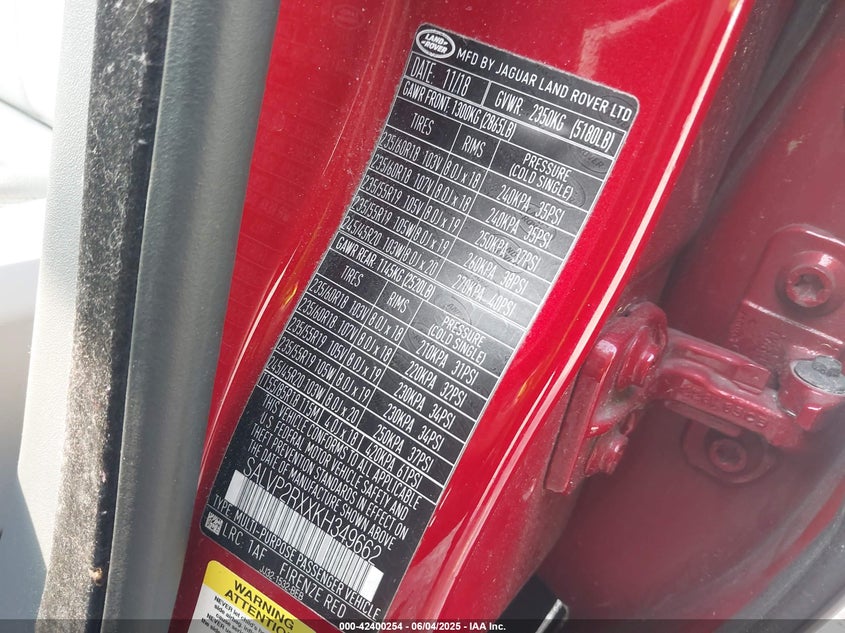 LAND ROVER
MFD BY JAGUAR LAND ROVER LTD
DATE: 11/18 GVWR: 2350KG (5180LB)
GAWR FRONT: 1300KG (2865LB)
TIRES RIMS PRESSURE (COLD SINGLE)
235/60R18 103V 8.0J x 18 240KPA 35PSI
235/60R18 107V 8.0J x 18 240KPA 35PSI
235/55R19 105V 8.0J x 19 250KPA 37PSI
235/55R19 105W 8.0J x 19 260KPA 38PSI
245/45R20 103W 8.0J x 20 40PSI
GAWR REAR: 1145KG (2520LB)
TIRES RIMS PRESSURE (COLD SINGLE)
235/60R18 103V 8.0J x 18 210KPA 31PSI
235/60R18 107V 8.0J x 18 220KPA 32PSI
235/55R19 105V 8.0J x 19 230KPA 34PSI
235/55R19 105W 8.0J x 19 230KPA 34PSI
245/45R20 103W 8.0J x 20 250KPA 37PSI
T155/85R18 115M 4.0J x 18 420KPA 61PSI
THIS VEHICLE CONFORMS TO ALL APPLICABLE
U.S FEDERAL MOTOR VEHICLE SAFETY AND
THEFT PREVENTION STANDARDS IN EFFECT ON
THE DATE OF MANUFACTURE SHOWN ABOVE
SALVP2RXXKH349662
TYPE: MULTI-PURPOSE PASSENGER VEHICLE
LRC: TAF FIRENZE RED
WARNING
ATTENTION
000-42400254 - 06/04/2025 - IAA Inc.